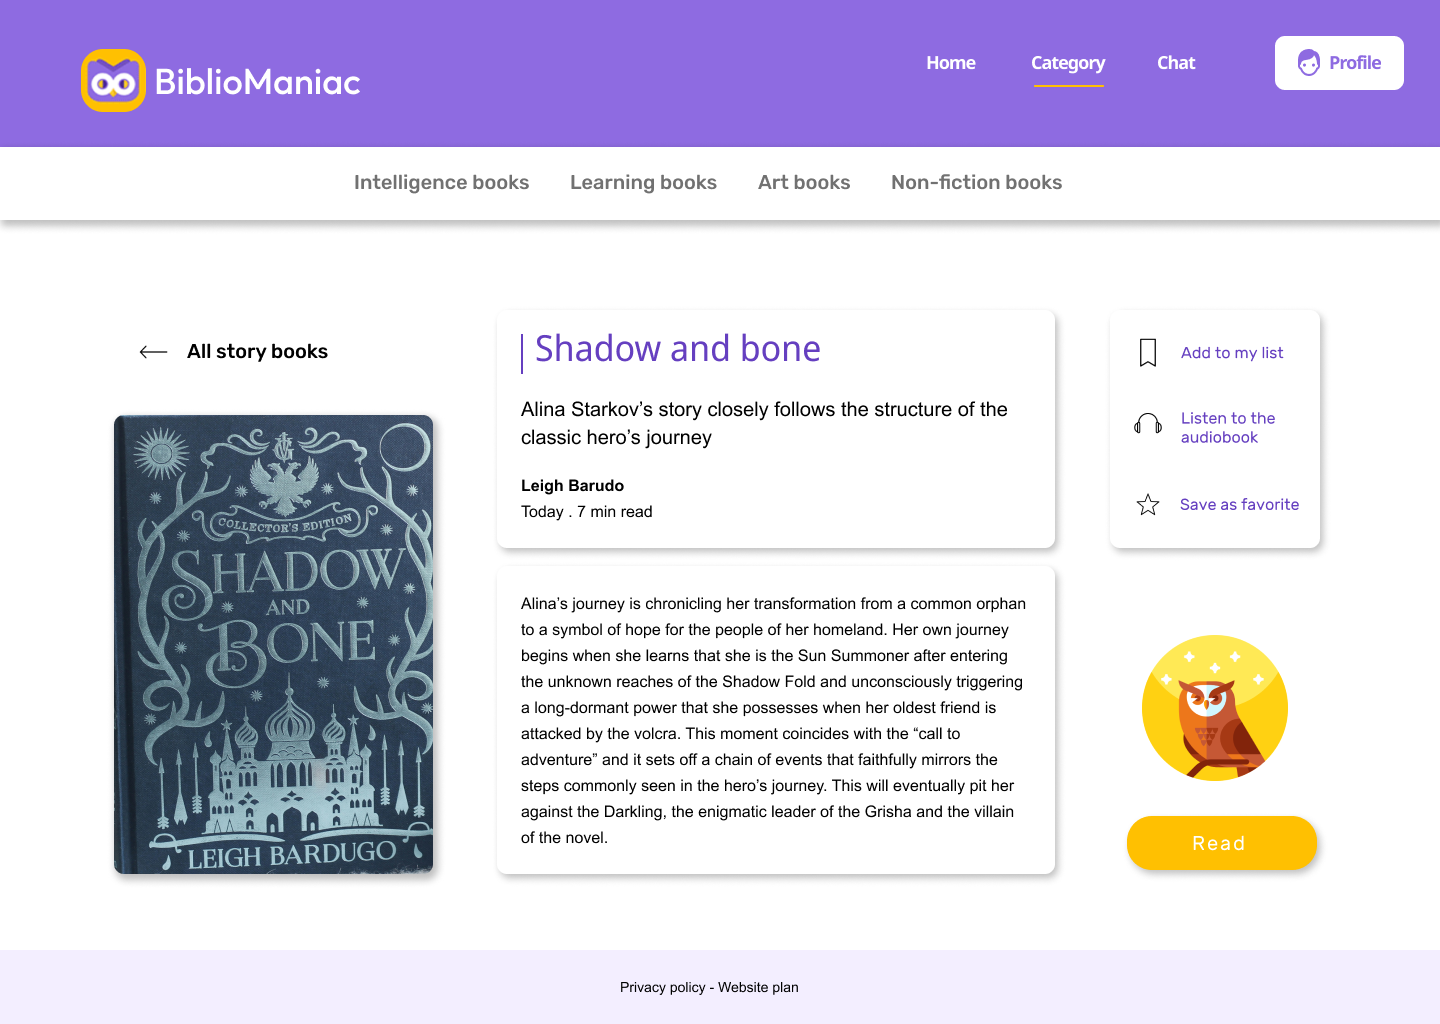 BiblioManiac
Home
Category
Chat
Profile
Intelligence books
Learning books
Art books
Non-fiction books
All story books
COLLECTOR'S EDITION
SHADOW
AND
BONE
LEIGH BARDUGO
Shadow and bone
Alina Starkov’s story closely follows the structure of the
classic hero’s journey
Leigh Barudo
Today . 7 min read
Alina’s journey is chronicling her transformation from a common orphan
to a symbol of hope for the people of her homeland. Her own journey
begins when she learns that she is the Sun Summoner after entering
the unknown reaches of the Shadow Fold and unconsciously triggering
a long-dormant power that she possesses when her oldest friend is
attacked by the volcra. This moment coincides with the “call to
adventure” and it sets off a chain of events that faithfully mirrors the
steps commonly seen in the hero’s journey. This will eventually pit her
against the Darkling, the enigmatic leader of the Grisha and the villain
of the novel.
Add to my list
Listen to the
audiobook
Save as favorite
Read
Privacy policy - Website plan